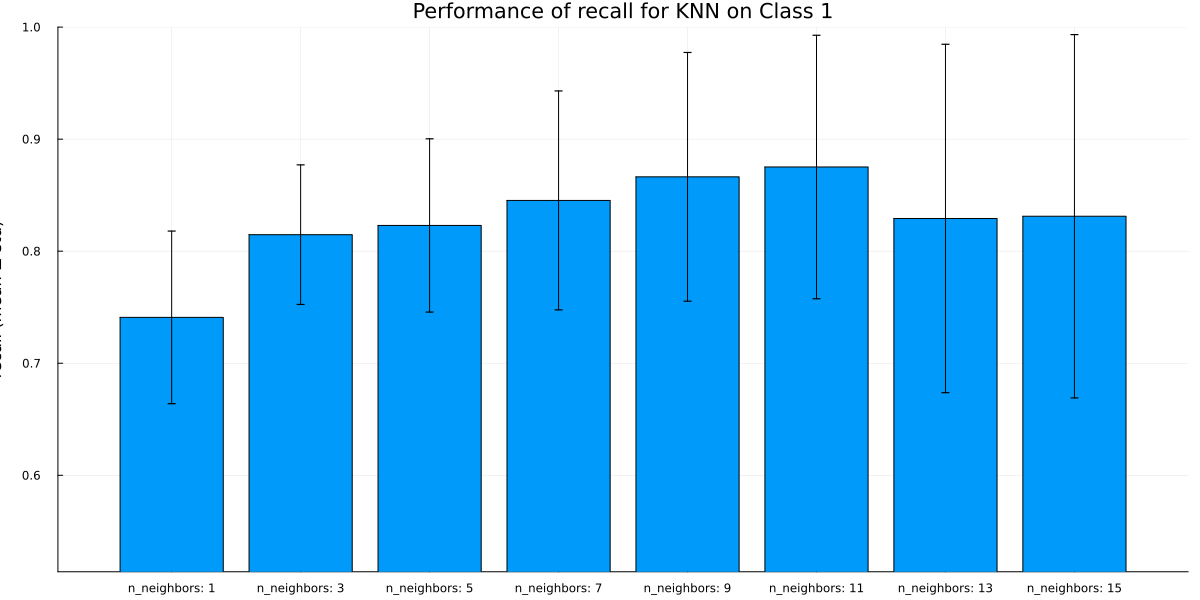 Performance of recall for KNN on Class 1
1.0
0.9
0.8
0.7
0.6
n_neighbors: 1
n_neighbors: 3
n_neighbors: 5
n_neighbors: 7
n_neighbors: 9
n_neighbors: 11
n_neighbors: 13
n_neighbors: 15